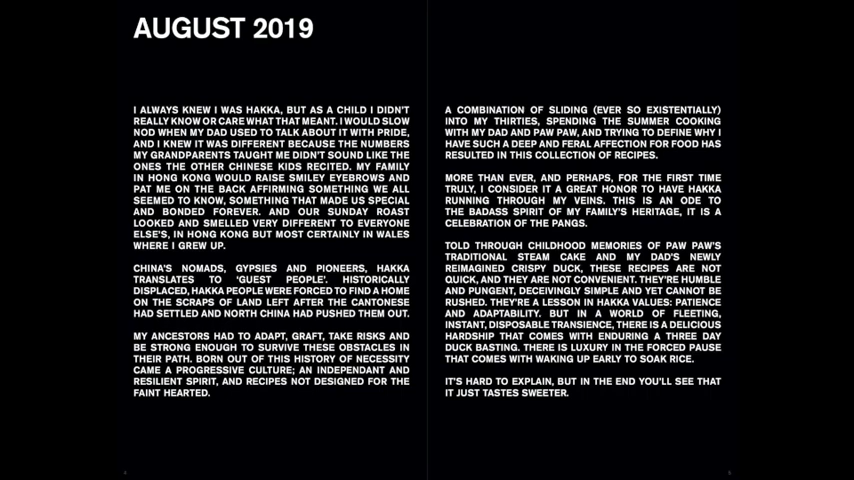 AUGUST 2019
I ALWAYS KNEW I WAS HAKKA, BUT AS A CHILD I DIDN'T
REALLY KNOW OR CARE WHAT THAT MEANT. I WOULD SLOW
NOD WHEN MY DAD USED TO TALK ABOUT IT WITH PRIDE,
AND I KNEW IT WAS DIFFERENT BECAUSE THE NUMBERS
MY GRANDPARENTS TAUGHT ME DIDN'T SOUND LIKE THE
ONES THE OTHER CHINESE KIDS RECITED. MY FAMILY
IN HONG KONG WOULD RAISE SMILEY EYEBROWS AND
PAT ME ON THE BACK AFFIRMING SOMETHING WE ALL
SEEMED TO KNOW, SOMETHING THAT MADE US SPECIAL
AND BONDED FOREVER. AND OUR SUNDAY ROAST
LOOKED AND SMELLED VERY DIFFERENT TO EVERYONE
ELSE'S, IN HONG KONG BUT MOST CERTAINLY IN WALES
WHERE I GREW UP.
CHINA'S NOMADS, GYPSIES AND PIONEERS, HAKKA
TRANSLATES TO 'GUEST PEOPLE'. HISTORICALLY
DISPLACED, HAKKA PEOPLE WERE FORCED TO FIND A HOME
ON THE SCRAPS OF LAND LEFT AFTER THE CANTONESE
HAD SETTLED AND NORTH CHINA HAD PUSHED THEM OUT.
MY ANCESTORS HAD TO ADAPT, GRAFT, TAKE RISKS AND
BE STRONG ENOUGH TO SURVIVE THESE OBSTACLES IN
THEIR PATH. BORN OUT OF THIS HISTORY OF NECESSITY
CAME A PROGRESSIVE CULTURE; AN INDEPENDANT AND
RESILIENT SPIRIT, AND RECIPES NOT DESIGNED FOR THE
FAINT HEARTED.
A COMBINATION OF SLIDING (EVER SO EXISTENTIALLY)
INTO MY THIRTIES, SPENDING THE SUMMER COOKING
WITH MY DAD AND PAW PAW, AND TRYING TO DEFINE WHY I
HAVE SUCH A DEEP AND FERAL AFFECTION FOR FOOD HAS
RESULTED IN THIS COLLECTION OF RECIPES.
MORE THAN EVER, AND PERHAPS, FOR THE FIRST TIME
TRULY, I CONSIDER IT A GREAT HONOR TO HAVE HAKKA
RUNNING THROUGH MY VEINS. THIS IS AN ODE TO
THE BADASS SPIRIT OF MY FAMILY'S HERITAGE, IT IS A
CELEBRATION OF THE PANGS.
TOLD THROUGH CHILDHOOD MEMORIES OF PAW PAW'S
TRADITIONAL STEAM CAKE AND MY DAD'S NEWLY
REIMAGINED CRISPY DUCK, THESE RECIPES ARE NOT
QUICK, AND THEY ARE NOT CONVENIENT. THEY'RE HUMBLE
AND PUNGENT, DECEIVINGLY SIMPLE AND YET CANNOT BE
RUSHED. THEY'RE A LESSON IN HAKKA VALUES: PATIENCE
AND ADAPTABILITY. BUT IN A WORLD OF FLEETING,
INSTANT, DISPOSABLE TRANSIENCE, THERE IS A DELICIOUS
HARDSHIP THAT COMES WITH ENDURING A THREE DAY
DUCK BASTING. THERE IS LUXURY IN THE FORCED PAUSE
THAT COMES WITH WAKING UP EARLY TO SOAK RICE.
IT'S HARD TO EXPLAIN, BUT IN THE END YOU'LL SEE THAT
IT JUST TASTES SWEETER.